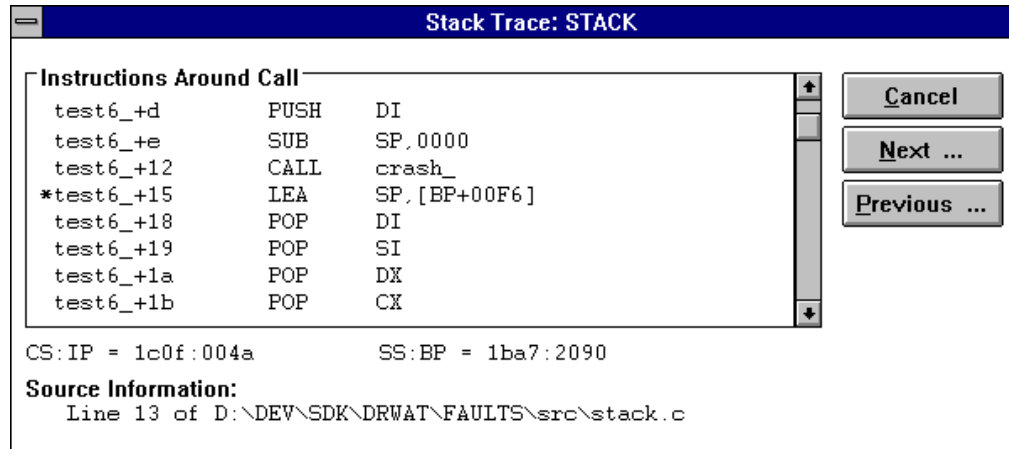 Stack Trace: STACK
Instructions Around Call
test6_+d PUSH DI
test6_+e SUB SP,0000
test6_+12 CALL crash_
*test6_+15 LEA SP,[BP+00F6]
test6_+18 POP DI
test6_+19 POP SI
test6_+1a POP DX
test6_+1b POP CX
Cancel
Next ...
Previous ...
CS:IP = 1c0f:004a SS:BP = 1ba7:2090
Source Information:
Line 13 of D:\DEV\SDK\DRWAT\FAULTS\src\stack.c